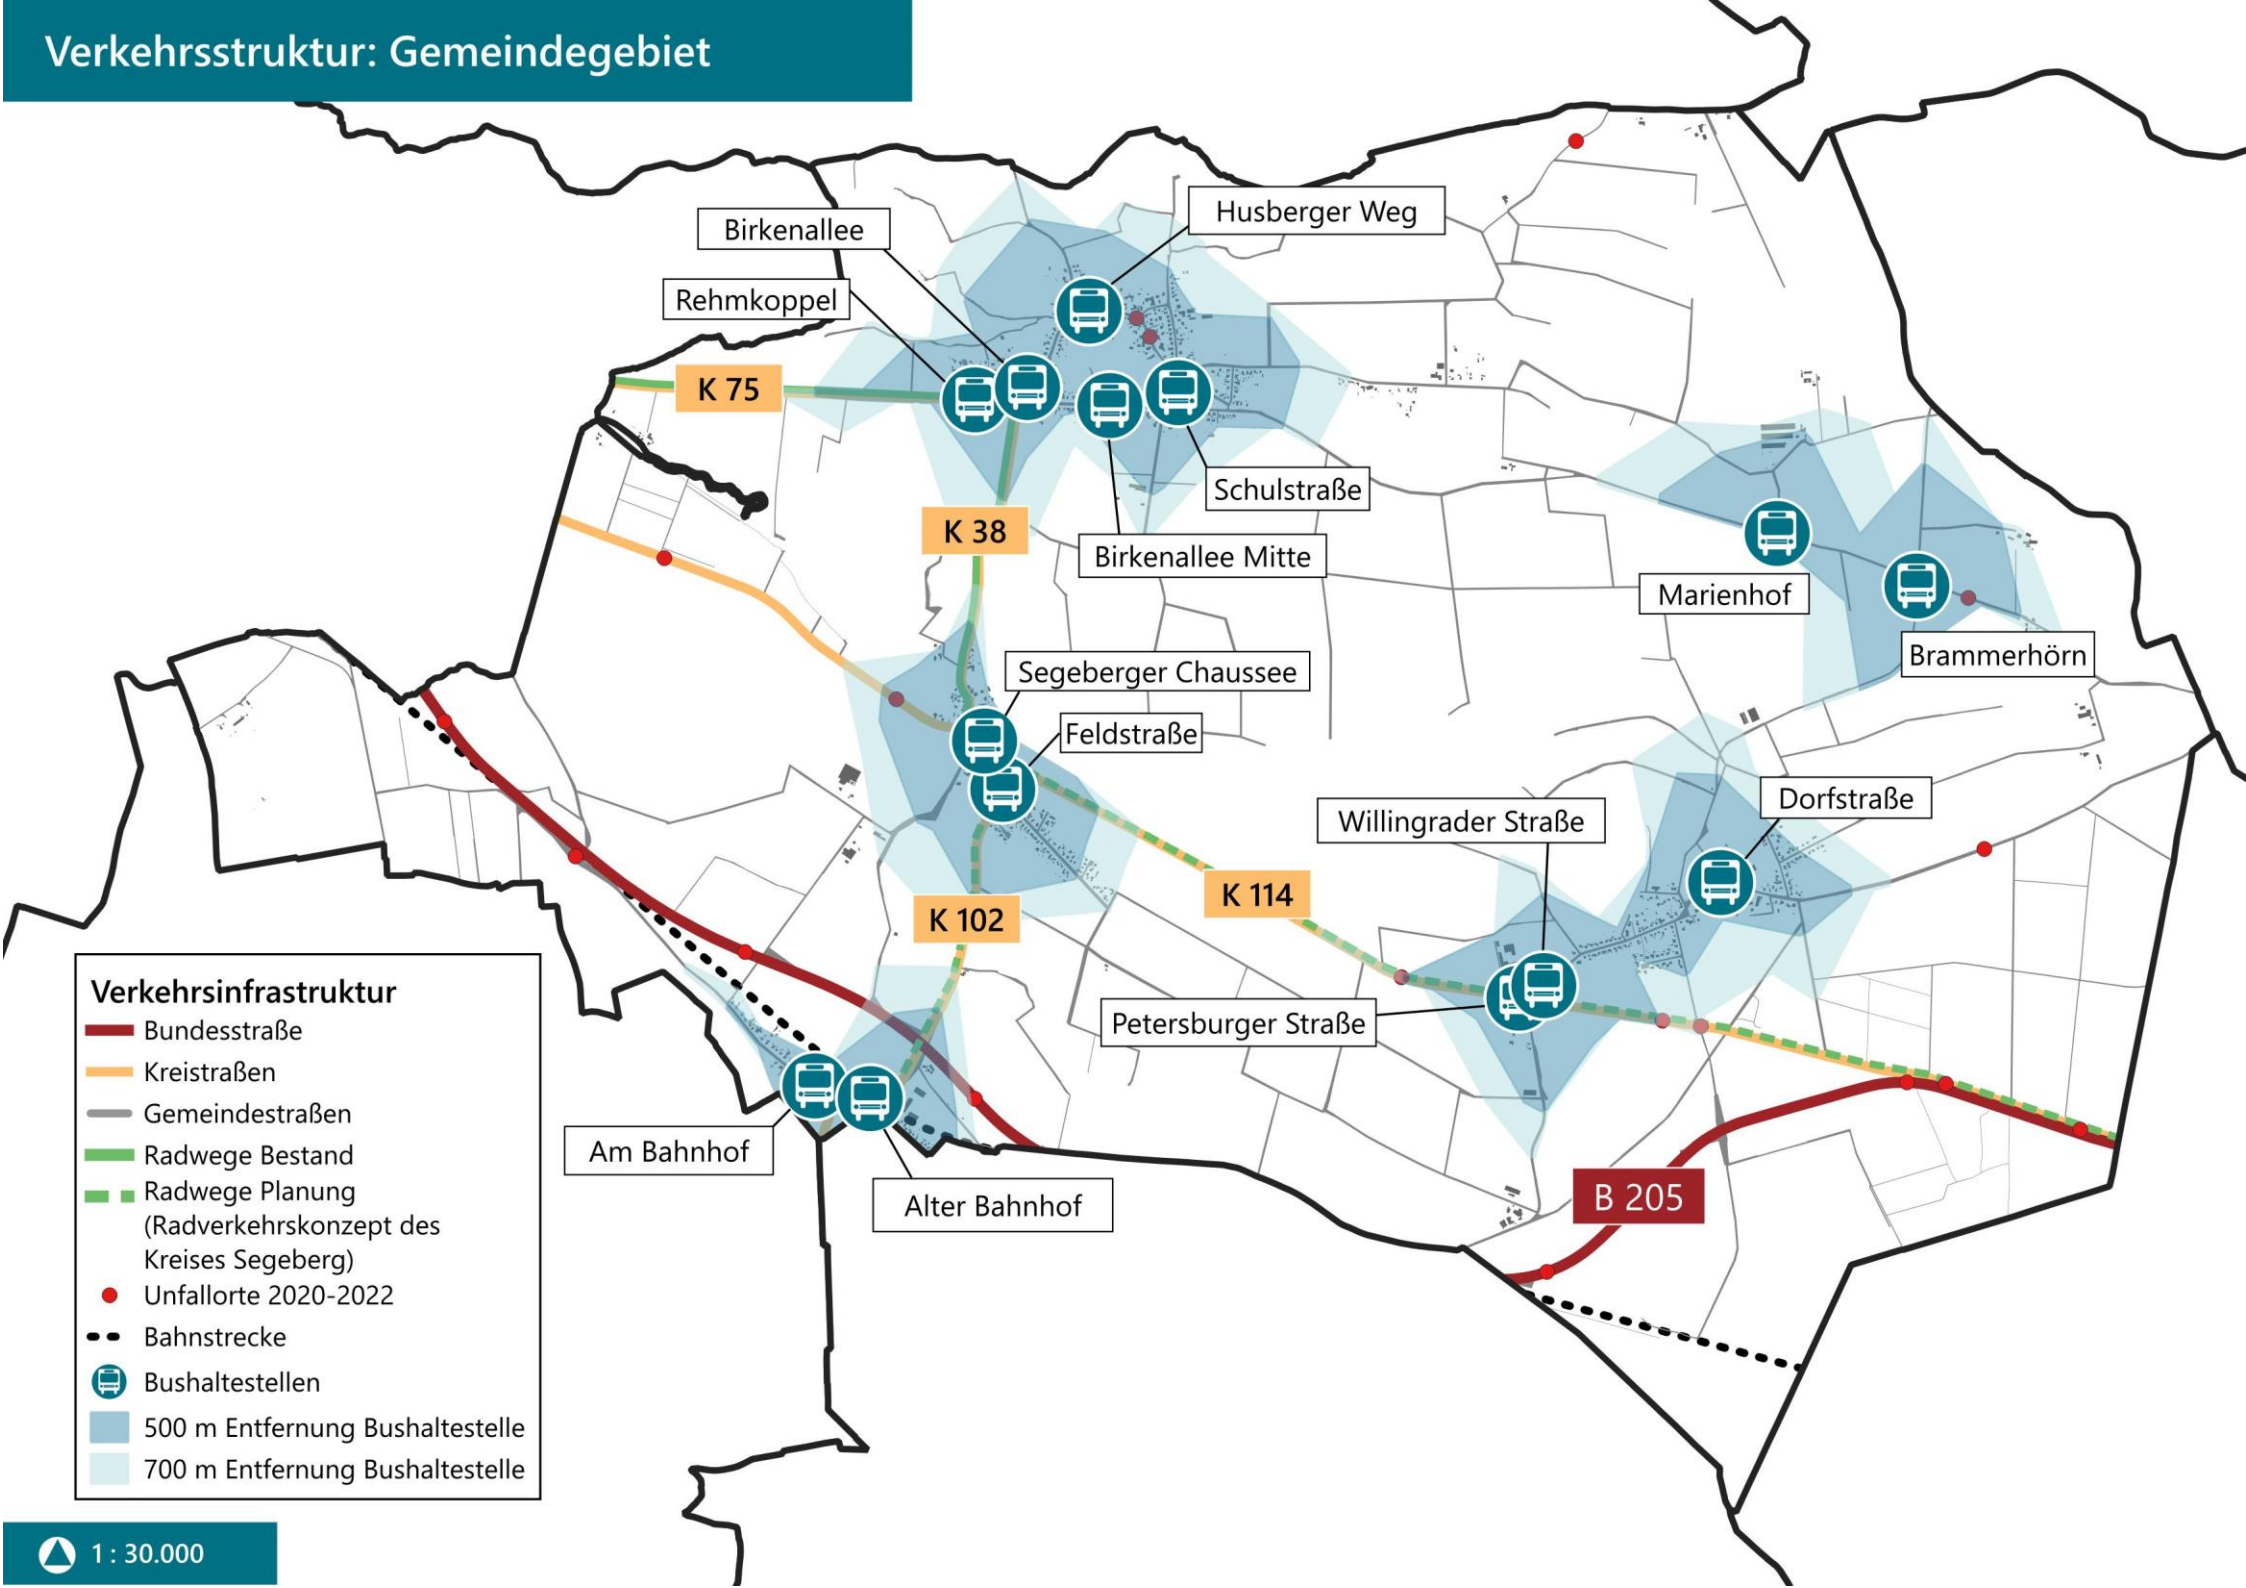 Verkehrsstruktur: Gemeindegebiet
Husberger Weg
Birkenallee
Rehmkoppel
K 75
Schulstraße
K 38
Birkenallee Mitte
Marienhof
Brammerhörn
Segeberger Chaussee
Feldstraße
Dorfstraße
Willingrader Straße
K 114
K 102
Petersburger Straße
Am Bahnhof
Alter Bahnhof
B 205
Verkehrsinfrastruktur
Bundesstraße
Kreistraßen
Gemeindestraßen
Radwege Bestand
Radwege Planung
(Radverkehrskonzept des
Kreises Segeberg)
Unfallorte 2020-2022
Bahnstrecke
Bushaltestellen
500 m Entfernung Bushaltestelle
700 m Entfernung Bushaltestelle
1 : 30.000